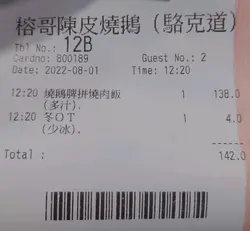 榕哥陳皮燒鵝（駱克道）
Tbl No.: 12B
Cardno: 800189 Guest No.: 2
Date: 2022-08-01 Time: 12:20
12:20 燒鵝髀拼燒肉飯 1 138.0
(多汁).
12:20 冬OT 1 4.0
(少冰).
Total : 142.0